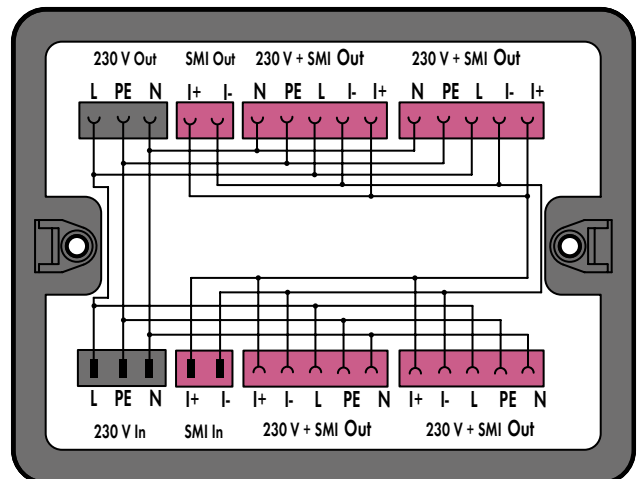 230 V Out SMI Out 230 V + SMI Out 230 V + SMI Out
L PE N I+ I- N PE L I- I+ N PE L I- I+
L PE N I+ I- I+ I- L PE N I+ I- L PE N
230 V In SMI In 230 V + SMI Out 230 V + SMI Out